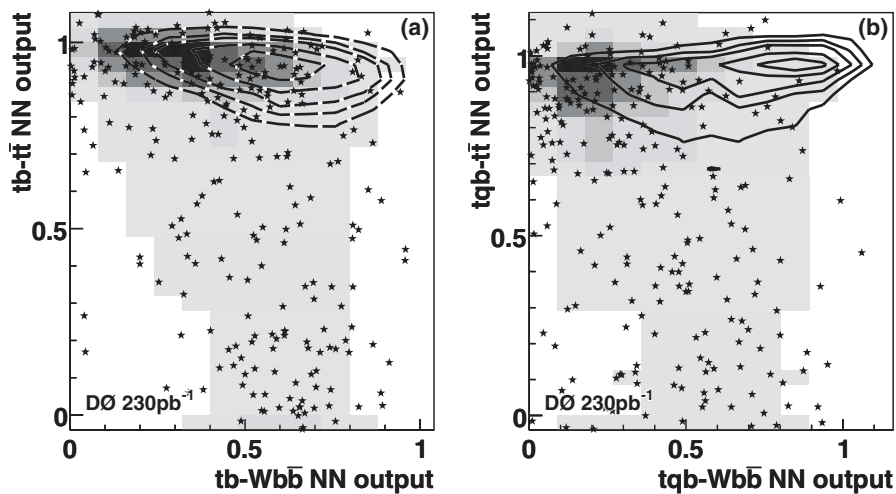 (a)
tb-tt̄ NN output
1
0.5
0
DØ 230pb⁻¹
0
0.5
1
tb-Wbb̄ NN output
(b)
tqb-tt̄ NN output
1
0.5
0
DØ 230pb⁻¹
0
0.5
1
tqb-Wbb̄ NN output